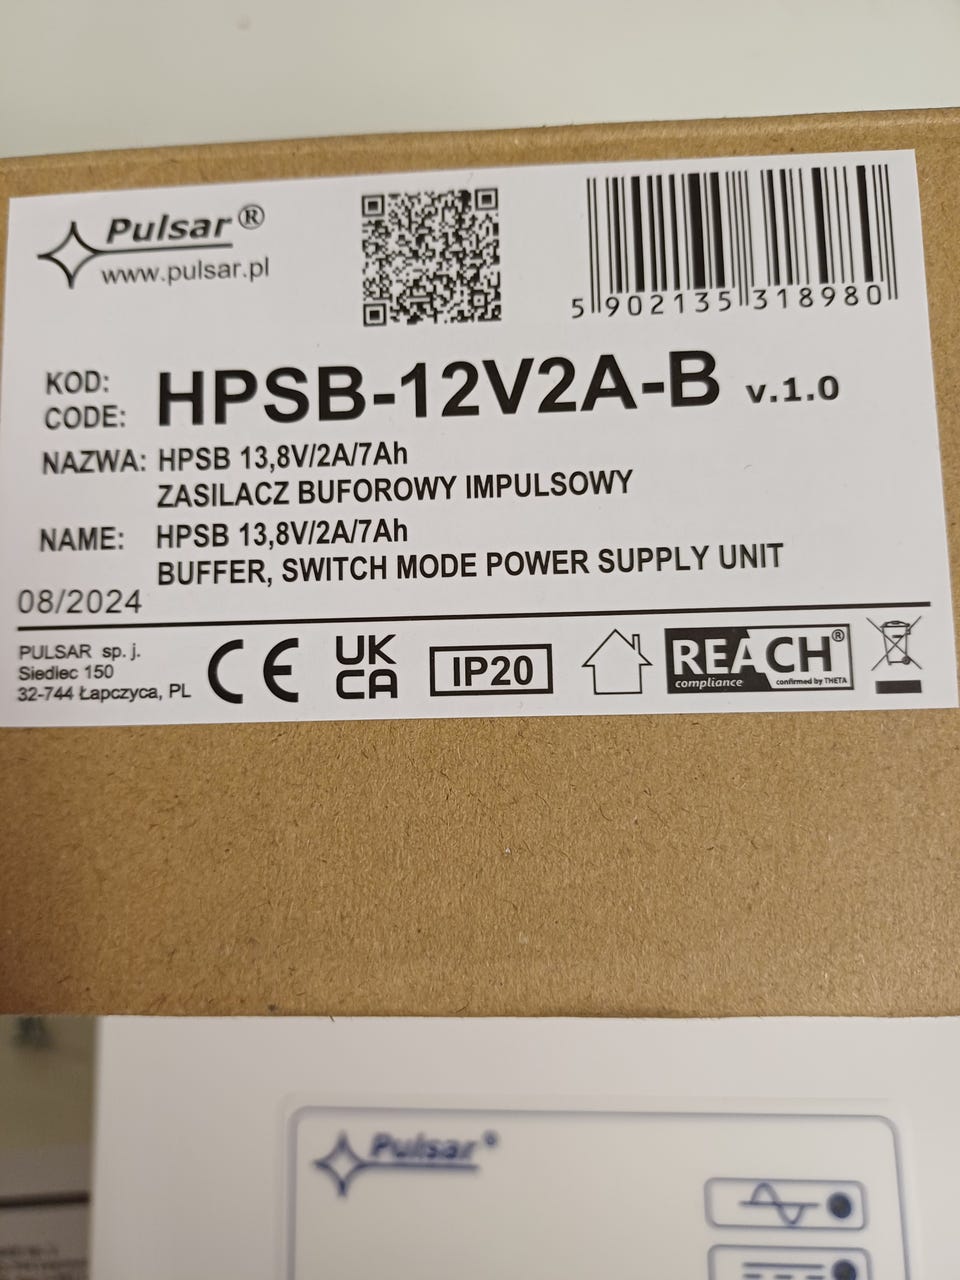 Pulsar®
www.pulsar.pl
5 902135 318980
KOD:
CODE: HPSB-12V2A-B v.1.0
NAZWA: HPSB 13,8V/2A/7Ah
ZASILACZ BUFOROWY IMPULSOWY
NAME: HPSB 13,8V/2A/7Ah
BUFFER, SWITCH MODE POWER SUPPLY UNIT
08/2024
PULSAR sp. j.
Siedlec 150
32-744 Łapczyca, PL
CE
UK
CA
IP20
REACH®
compliance confirmed by THETA
Pulsar®